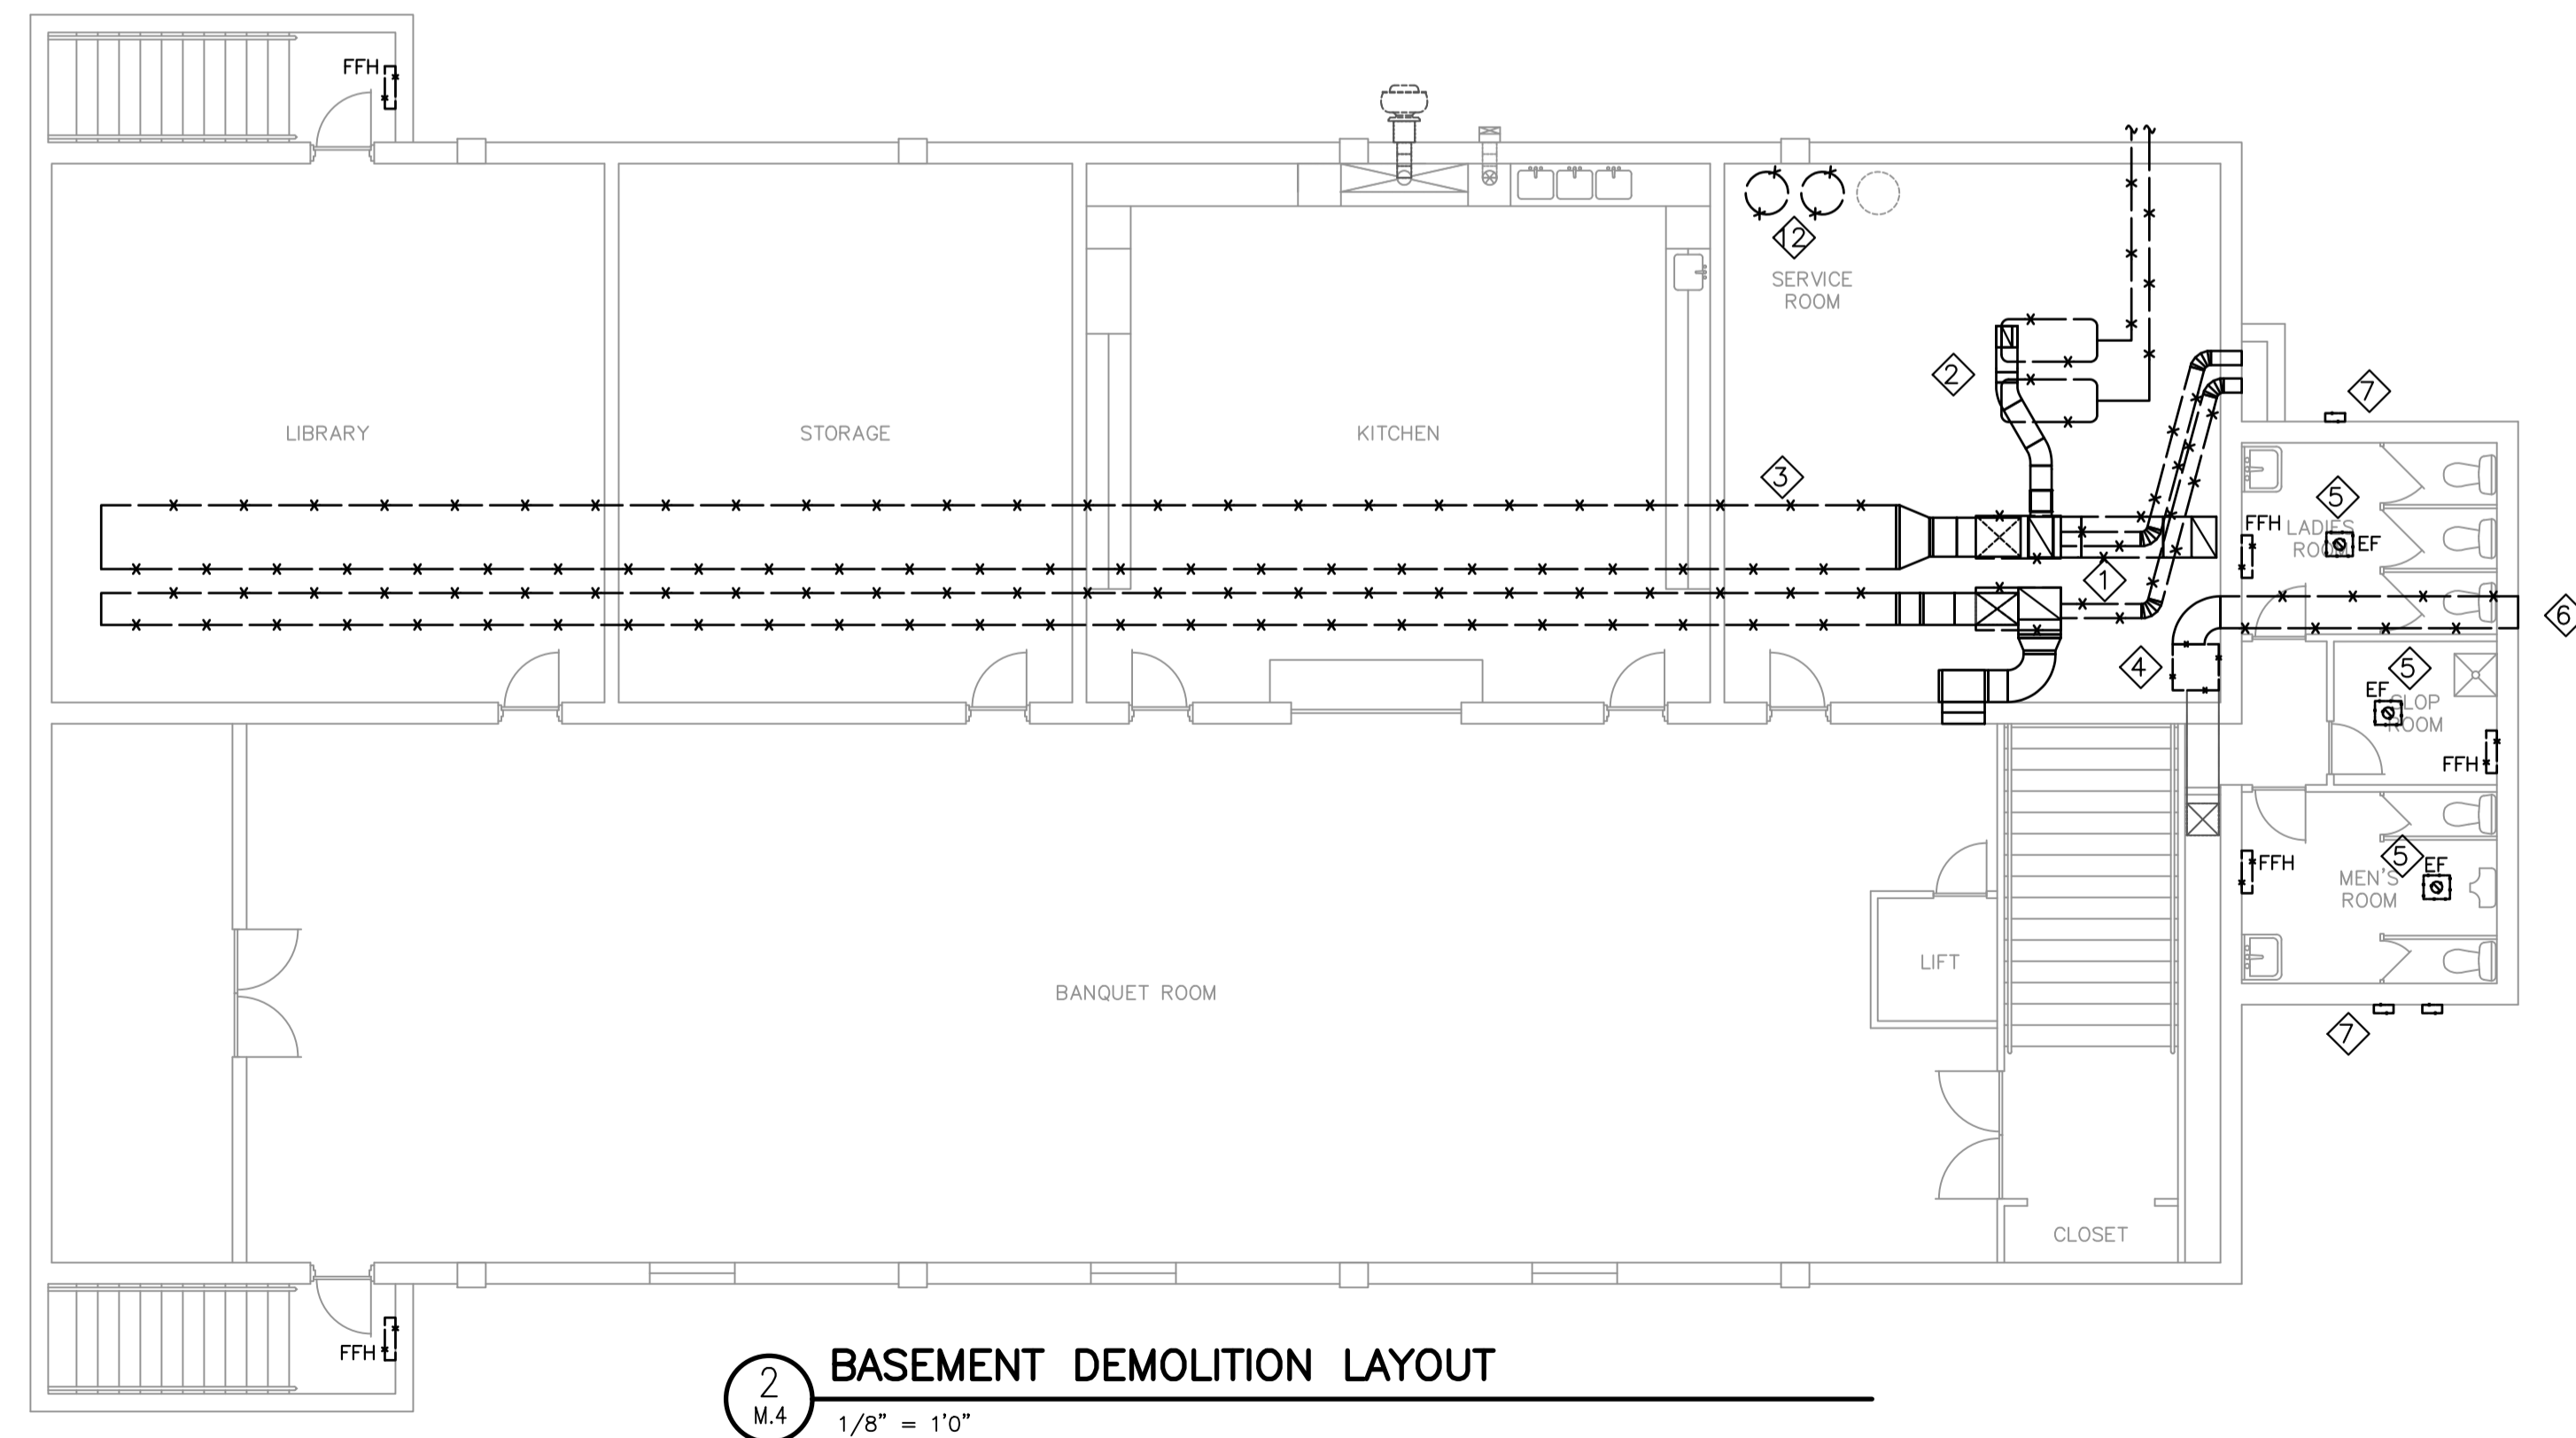 FFH
12
SERVICE
ROOM
2
7
LIBRARY
STORAGE
KITCHEN
3
5
FFH
LADIES
ROOM
EF
1
6
4
5
EF
SLOP
ROOM
FFH
5
EF
FFH
MEN'S
ROOM
LIFT
BANQUET ROOM
7
CLOSET
FFH
2
M.4
BASEMENT DEMOLITION LAYOUT
1/8" = 1'0"